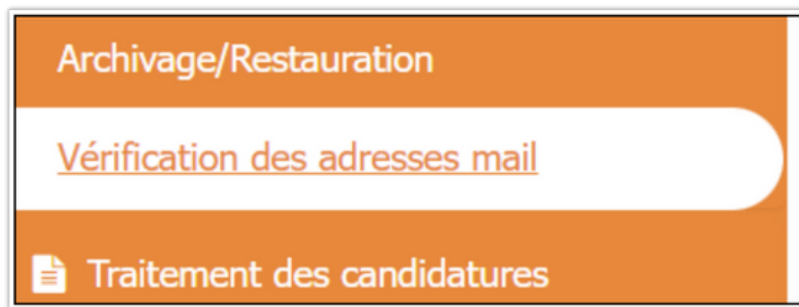 Archivage/Restauration
Vérification des adresses mail
Traitement des candidatures